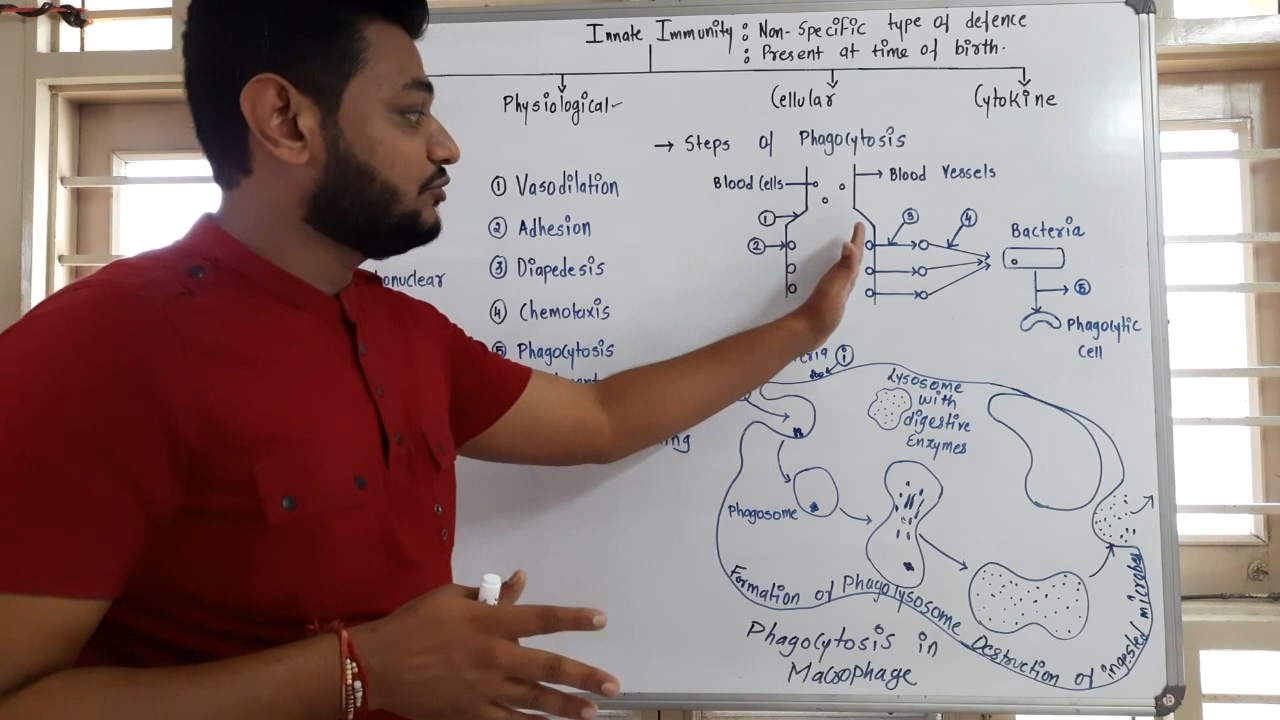 Innate Immunity : Non-Specific type of defence
: Present at time of birth.
Physiological
Cellular
Cytokine
→ Steps of Phagocytosis
① Vasodilation
② Adhesion
③ Diapedesis
④ Chemotaxis
⑤ Phagocytosis
Blood Cells
Blood Vessels
①
②
③
④
Bacteria
⑤
Phagocytic
Cell
i
Lysosome
with
digestive
Enzymes
Phagosome
Formation of Phagolysosome
Destruction of ingested microbes
Phagocytosis in
Macrophage